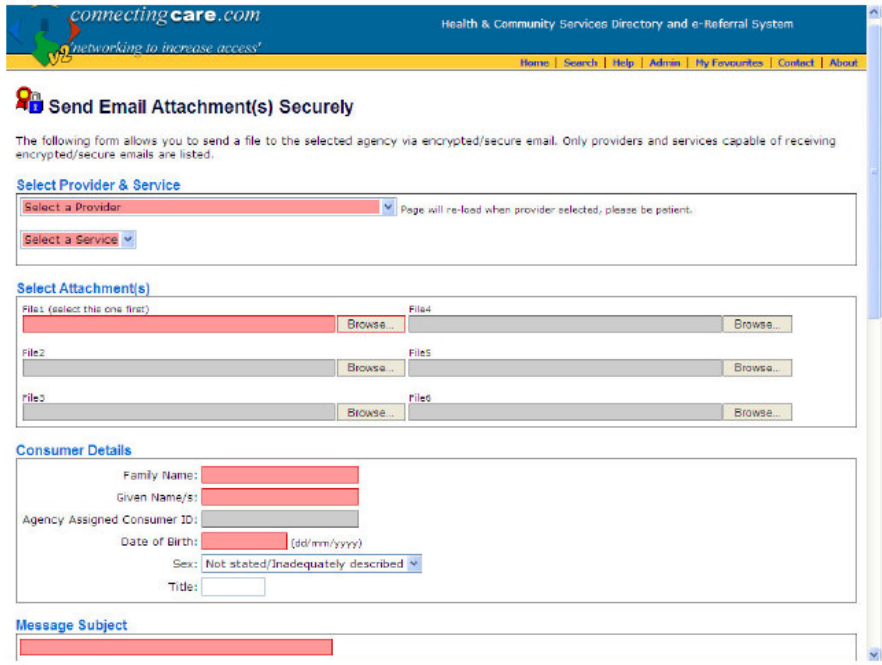 connectingcare.com
Health & Community Services Directory and e-Referral System
v2 'networking to increase access'
Home | Search | Help | Admin | My Favourites | Contact | About
Send Email Attachment(s) Securely
The following form allows you to send a file to the selected agency via encrypted/secure email. Only providers and services capable of receiving
encrypted/secure emails are listed.
Select Provider & Service
Select a Provider Page will re-load when provider selected, please be patient.
Select a Service
Select Attachment(s)
File1 (select this one first) File4
Browse... Browse...
File2 File5
Browse... Browse...
File3 File6
Browse... Browse...
Consumer Details
Family Name:
Given Name/s:
Agency Assigned Consumer ID:
Date of Birth: (dd/mm/yyyy)
Sex: Not stated/Inadequately described
Title:
Message Subject